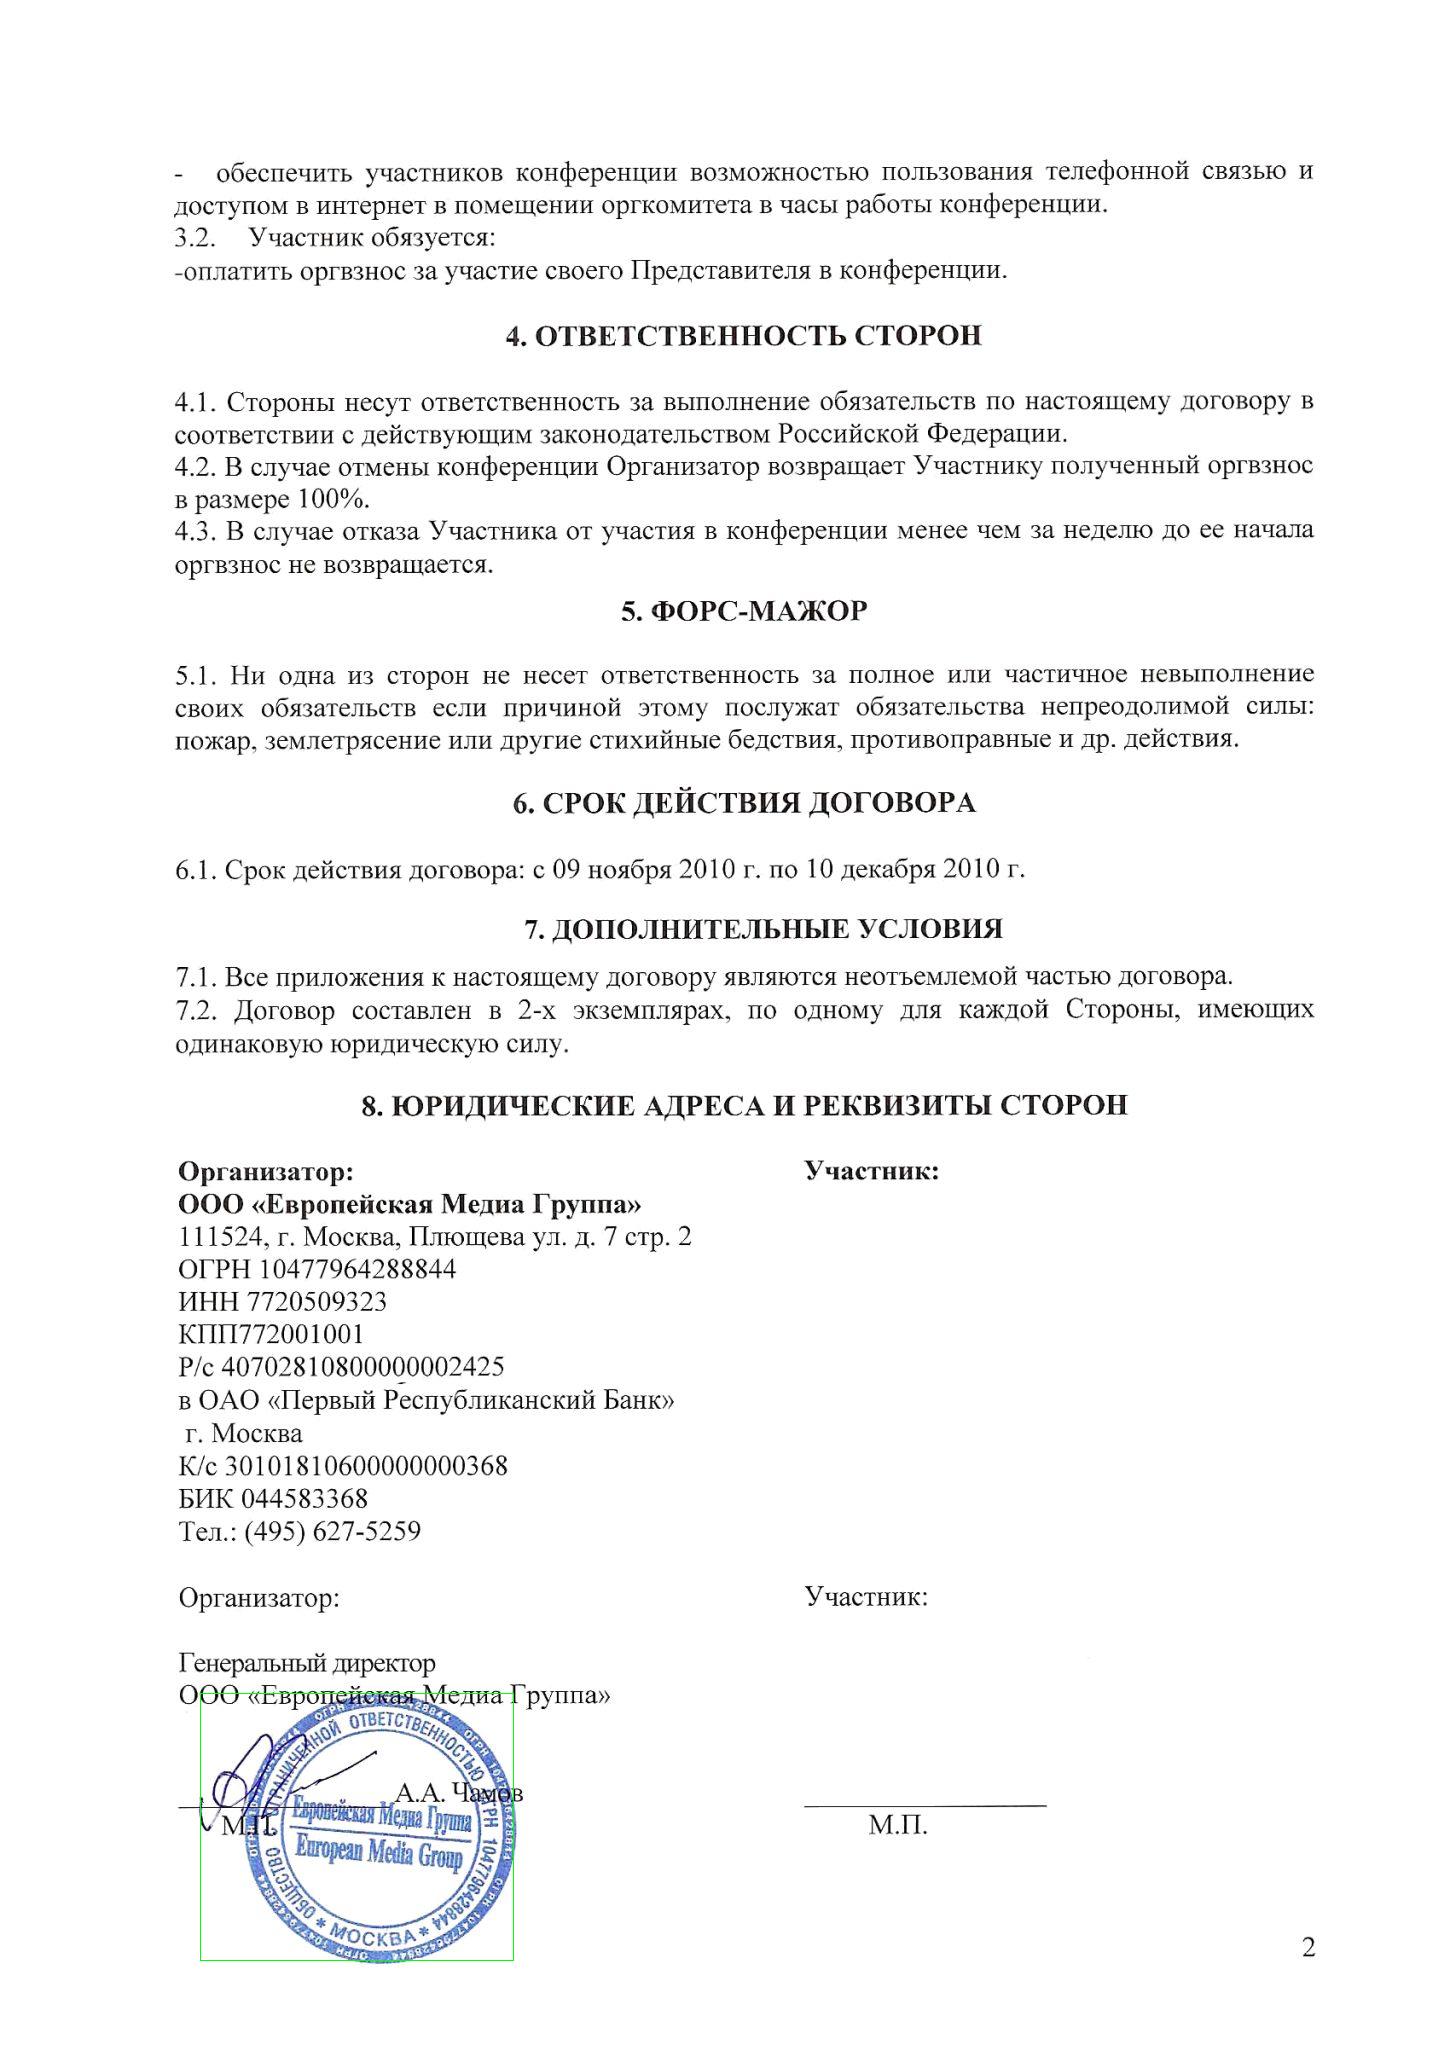 - обеспечить участников конференции возможностью пользования телефонной связью и
доступом в интернет в помещении оргкомитета в часы работы конференции.
3.2. Участник обязуется:
-оплатить оргвзнос за участие своего Представителя в конференции.
4. ОТВЕТСТВЕННОСТЬ СТОРОН
4.1. Стороны несут ответственность за выполнение обязательств по настоящему договору в
соответствии с действующим законодательством Российской Федерации.
4.2. В случае отмены конференции Организатор возвращает Участнику полученный оргвзнос
в размере 100%.
4.3. В случае отказа Участника от участия в конференции менее чем за неделю до ее начала
оргвзнос не возвращается.
5. ФОРС-МАЖОР
5.1. Ни одна из сторон не несет ответственность за полное или частичное невыполнение
своих обязательств если причиной этому послужат обязательства непреодолимой силы:
пожар, землетрясение или другие стихийные бедствия, противоправные и др. действия.
6. СРОК ДЕЙСТВИЯ ДОГОВОРА
6.1. Срок действия договора: с 09 ноября 2010 г. по 10 декабря 2010 г.
7. ДОПОЛНИТЕЛЬНЫЕ УСЛОВИЯ
7.1. Все приложения к настоящему договору являются неотъемлемой частью договора.
7.2. Договор составлен в 2-х экземплярах, по одному для каждой Стороны, имеющих
одинаковую юридическую силу.
8. ЮРИДИЧЕСКИЕ АДРЕСА И РЕКВИЗИТЫ СТОРОН
Организатор:
ООО «Европейская Медиа Группа»
111524, г. Москва, Плющева ул. д. 7 стр. 2
ОГРН 10477964288844
ИНН 7720509323
КПП772001001
Р/с 40702810800000002425
в ОАО «Первый Республиканский Банк»
г. Москва
К/с 30101810600000000368
БИК 044583368
Тел.: (495) 627-5259
Участник:
Организатор:
Генеральный директор
ООО «Европейская Медиа Группа»
А.А. Чамов
М.П.
ОБЩЕСТВО С ОГРАНИЧЕННОЙ ОТВЕТСТВЕННОСТЬЮ ОГРН 1047796428844
* МОСКВА *
Европейская Медиа Группа
European Media Group
Участник:
М.П.
2